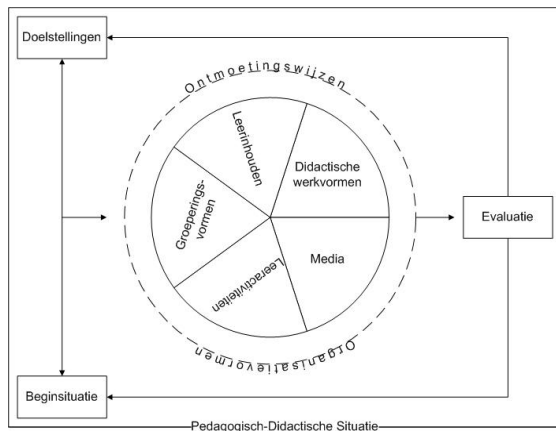 Doelstellingen
Ontmoetingswijzen
Leerinhouden
Didactische
werkvormen
Groeperings-
vormen
Evaluatie
Media
Leeractiviteiten
Organisatievormen
Beginsituatie
Pedagogisch-Didactische Situatie